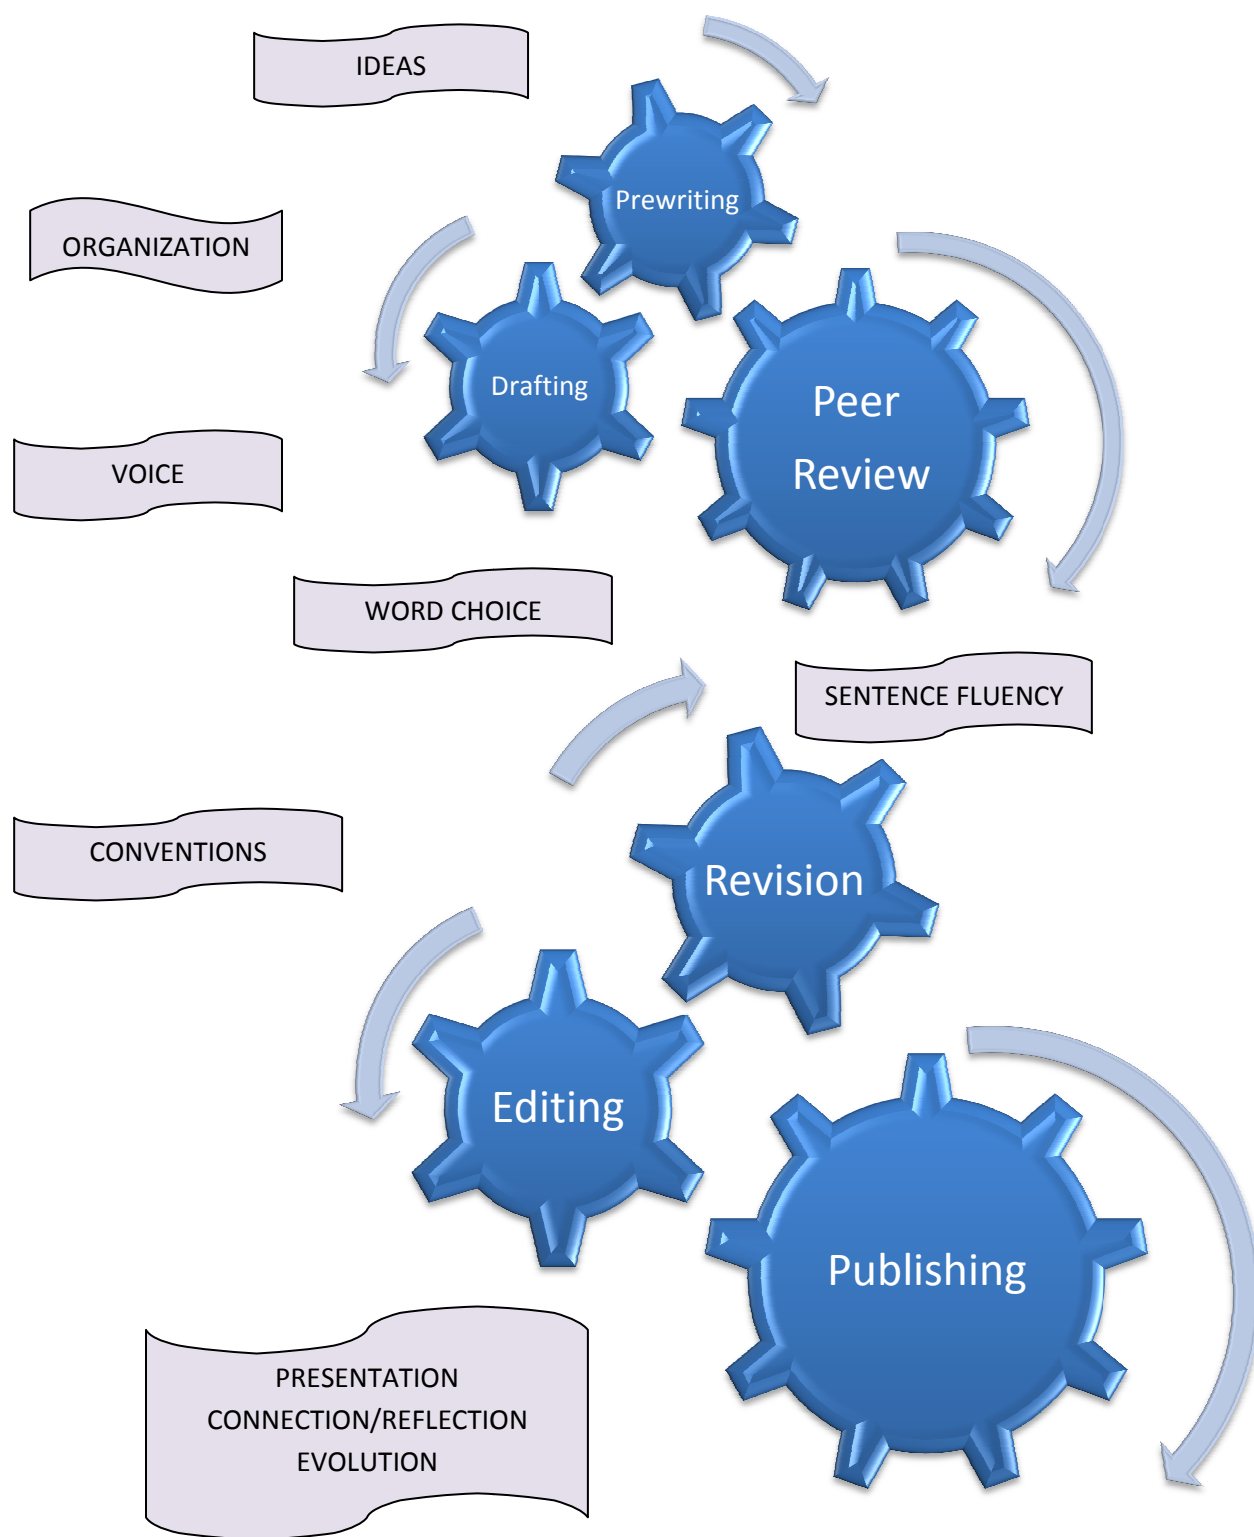 IDEAS
Prewriting
ORGANIZATION
Drafting
Peer
Review
VOICE
WORD CHOICE
SENTENCE FLUENCY
CONVENTIONS
Revision
Editing
Publishing
PRESENTATION
CONNECTION/REFLECTION
EVOLUTION